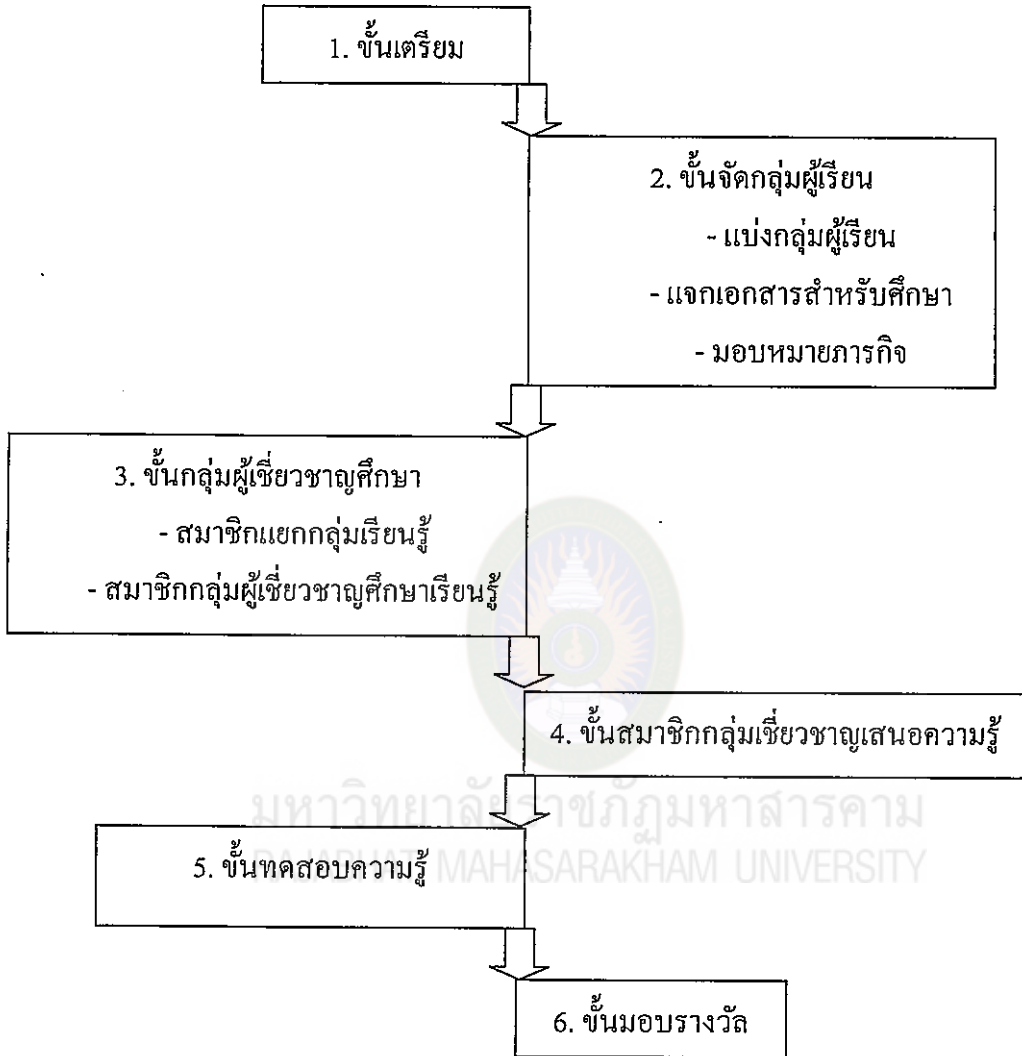 1. ขั้นเตรียม
2. ขั้นจัดกลุ่มผู้เรียน
- แบ่งกลุ่มผู้เรียน
- แจกเอกสารสำหรับศึกษา
- มอบหมายภารกิจ
3. ขั้นกลุ่มผู้เชี่ยวชาญศึกษา
- สมาชิกแยกกลุ่มเรียนรู้
- สมาชิกกลุ่มผู้เชี่ยวชาญศึกษาเรียนรู้
4. ขั้นสมาชิกกลุ่มเชี่ยวชาญเสนอความรู้
มหาวิทยาลัยราชภัฏมหาสารคาม
5. ขั้นทดสอบความรู้
RAJABHAT MAHASARAKHAM UNIVERSITY
6. ขั้นมอบรางวัล